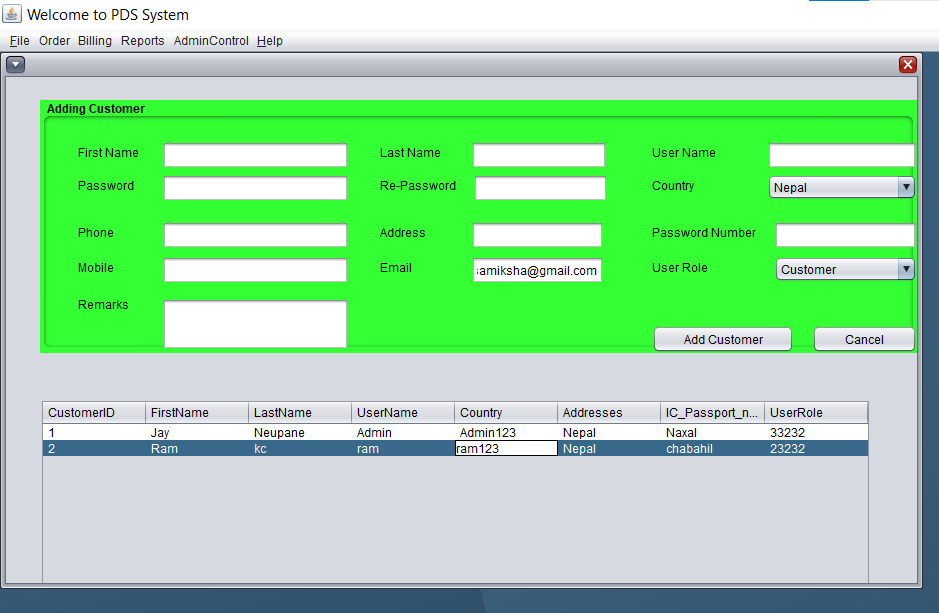 Welcome to PDS System
File Order Billing Reports AdminControl Help
Adding Customer
First Name Last Name User Name
Password Re-Password Country Nepal
Phone Address Password Number
Mobile Email amiksha@gmail.com User Role Customer
Remarks
Add Customer Cancel
CustomerID FirstName LastName UserName Country Addresses IC_Passport_n... UserRole
1 Jay Neupane Admin Admin123 Nepal Naxal 33232
2 Ram kc ram ram123 Nepal chabahil 23232